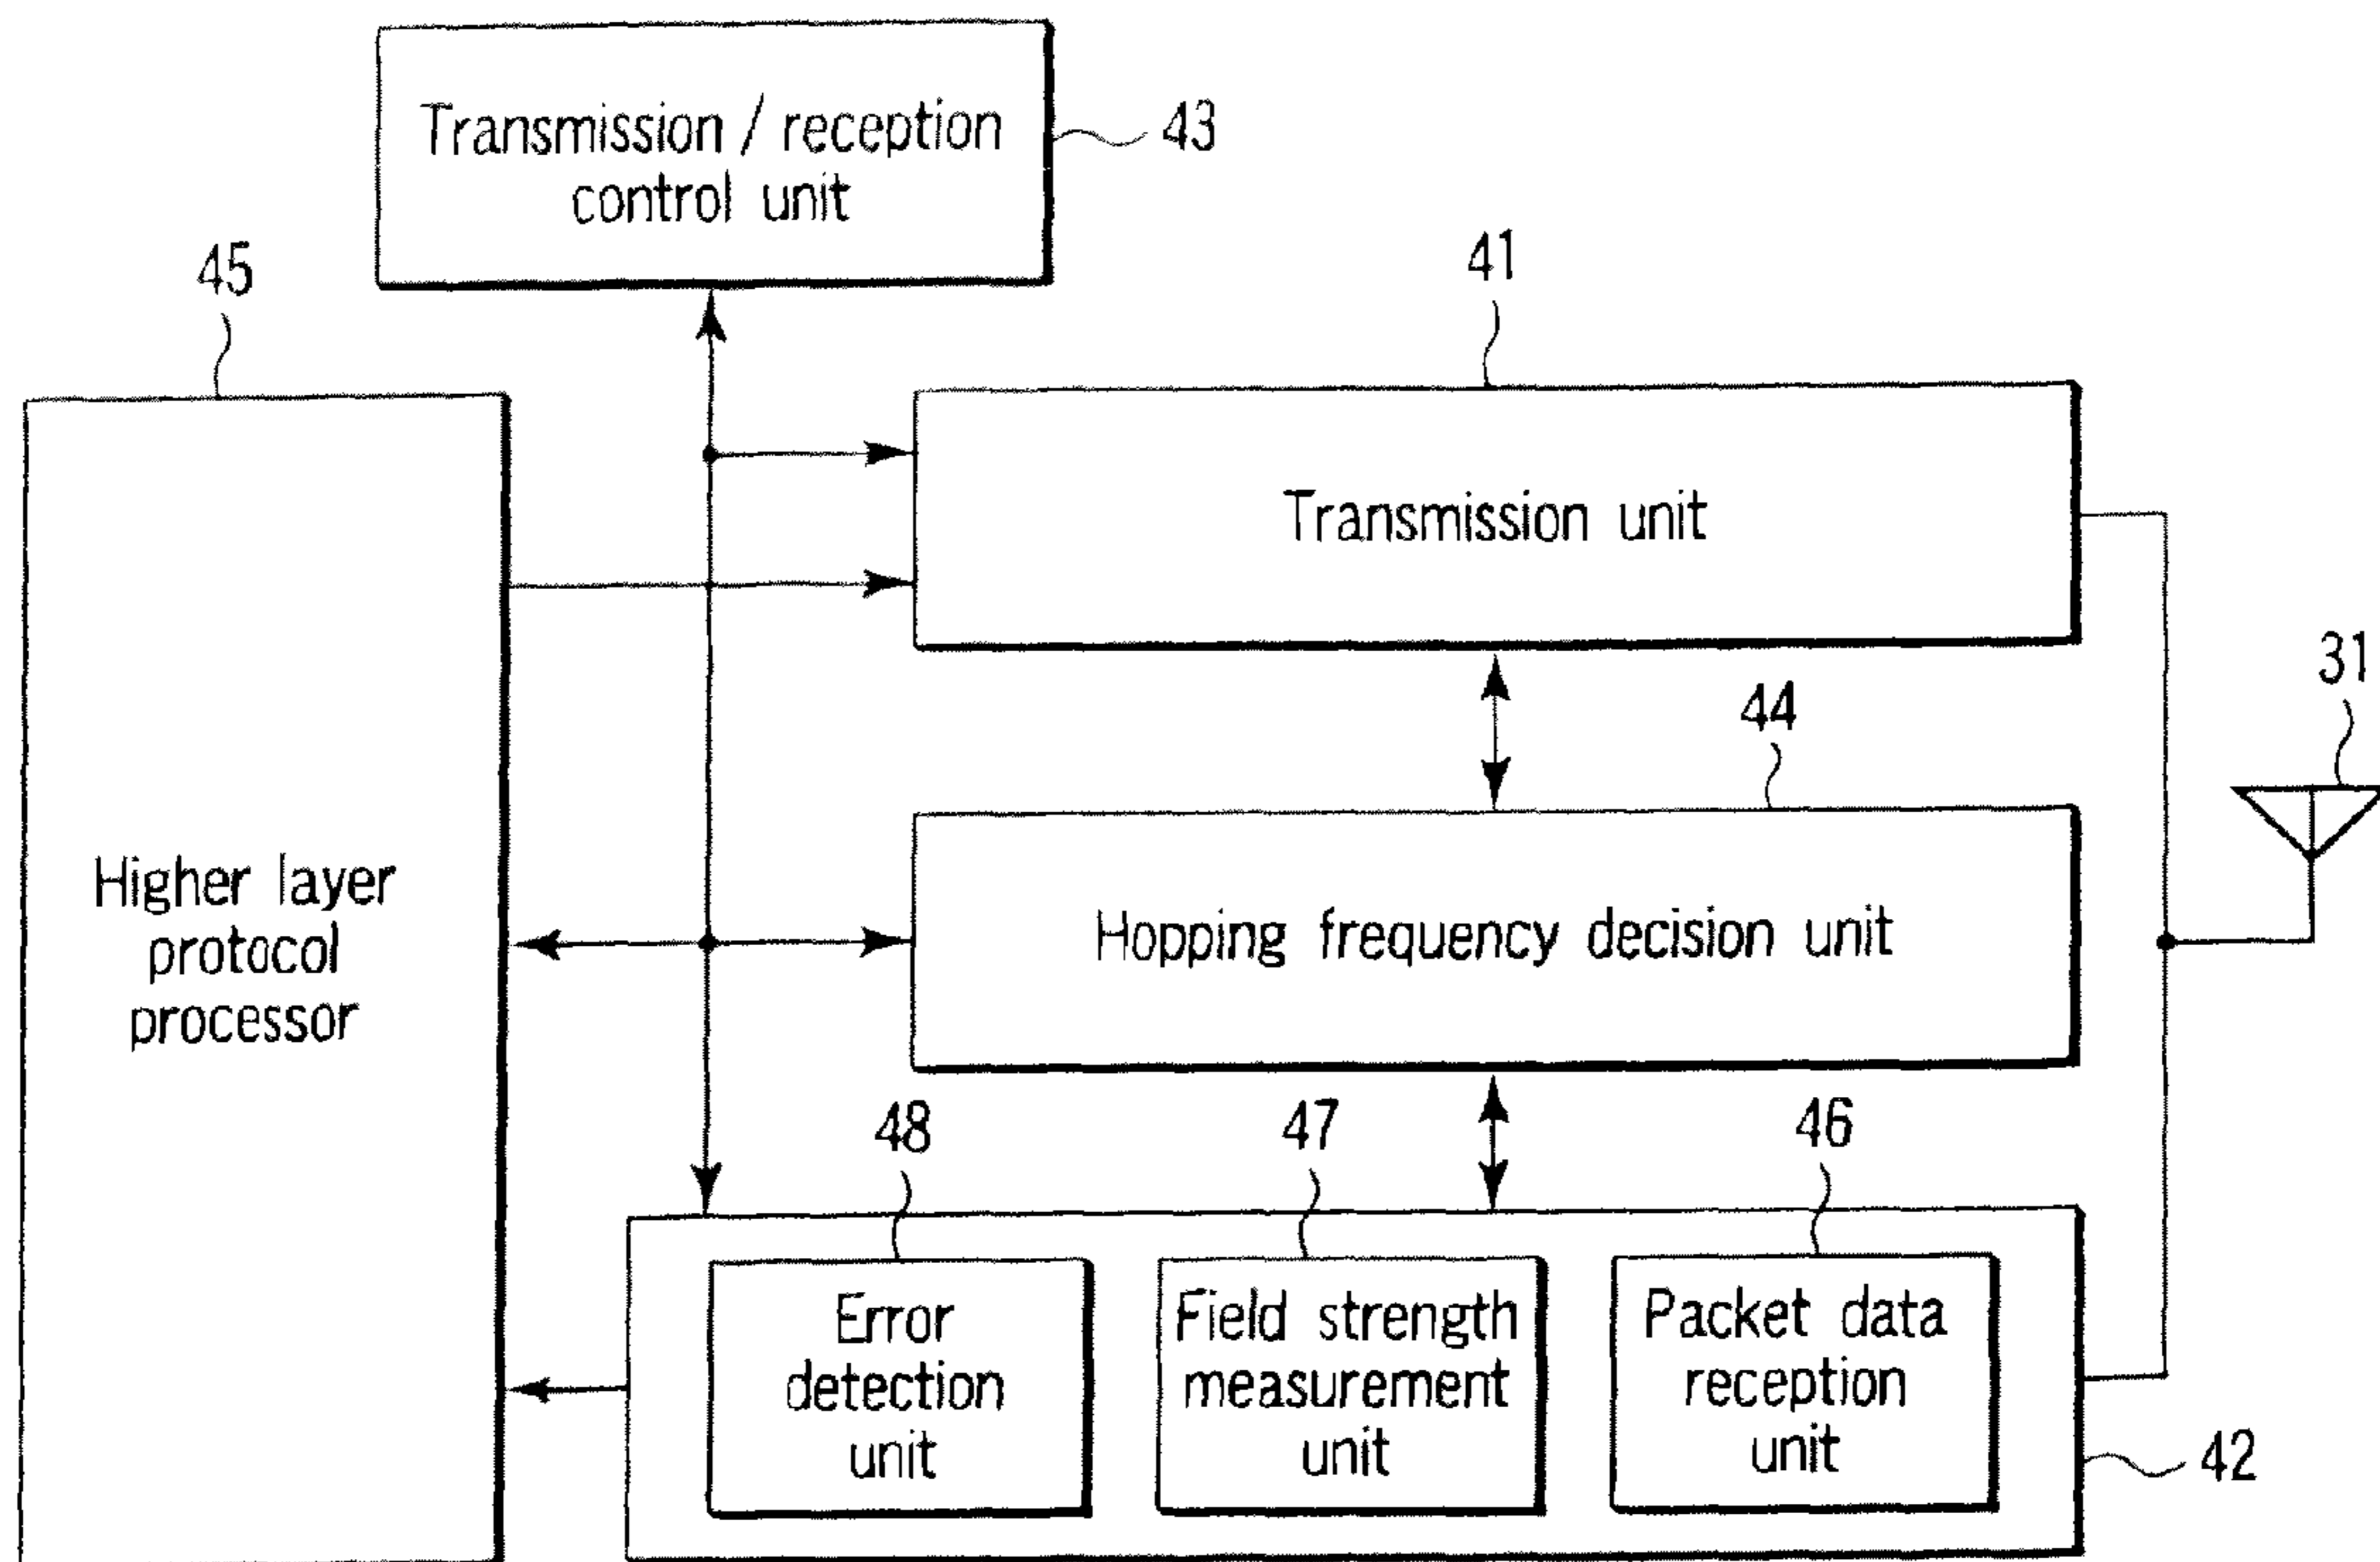 Transmission / reception
control unit
43
45
41
Transmission unit
31
44
Higher layer
protocol
processor
Hopping frequency decision unit
48
47
46
Error
detection
unit
Field strength
measurement
unit
Packet data
reception
unit
42